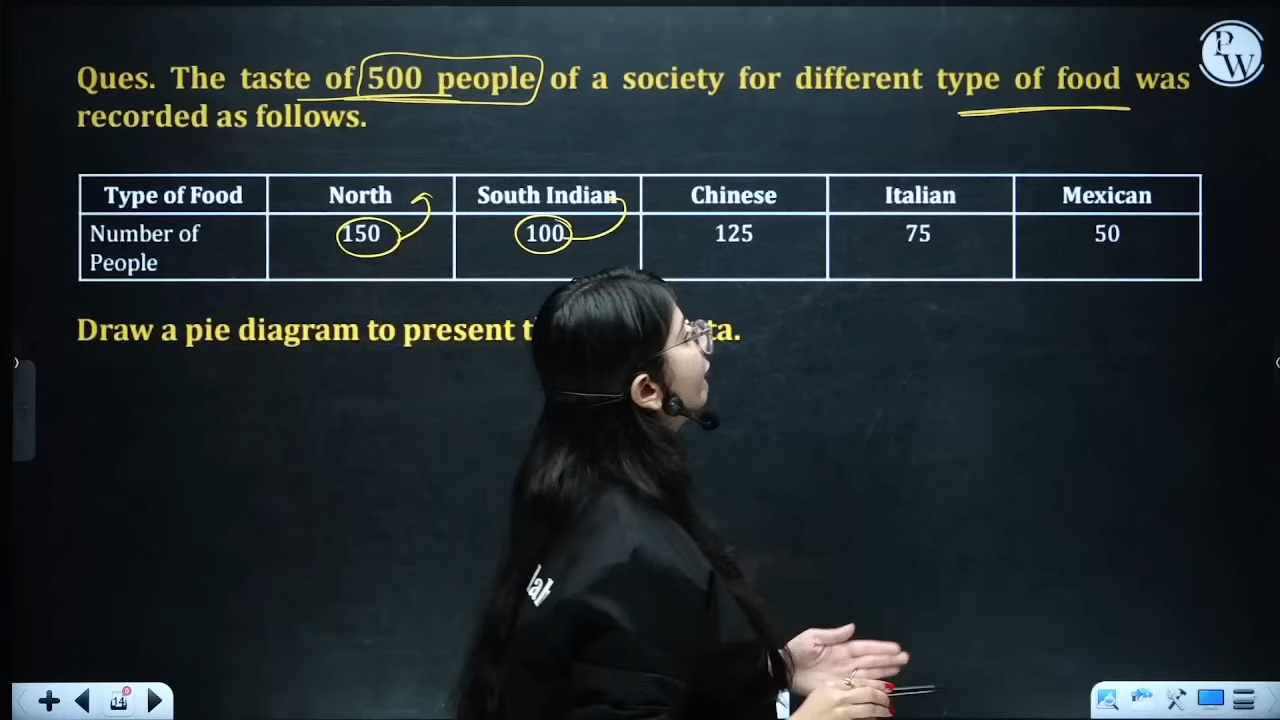 PW
Ques. The taste of 500 people of a society for different type of food was
recorded as follows.
Type of Food North South Indian Chinese Italian Mexican
Number of People 150 100 125 75 50
Draw a pie diagram to present ta.
14